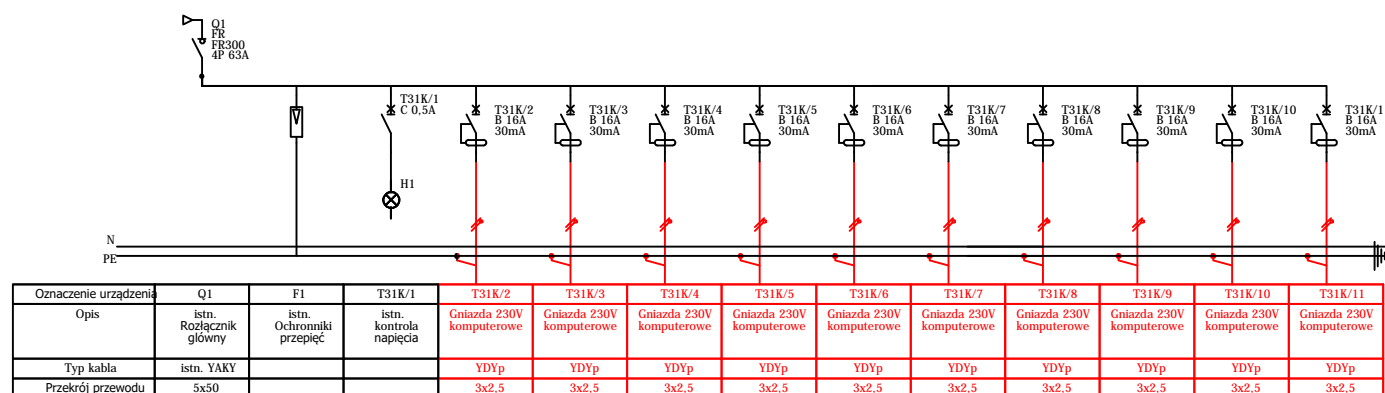 Q1
FR
FR300
4P 63A
T31K/1
C 0,5A
H1
T31K/2
B 16A
30mA
T31K/3
B 16A
30mA
T31K/4
B 16A
30mA
T31K/5
B 16A
30mA
T31K/6
B 16A
30mA
T31K/7
B 16A
30mA
T31K/8
B 16A
30mA
T31K/9
B 16A
30mA
T31K/10
B 16A
30mA
T31K/1
B 16A
30mA
N
PE
Oznaczenie urządzenia Q1 F1 T31K/1 T31K/2 T31K/3 T31K/4 T31K/5 T31K/6 T31K/7 T31K/8 T31K/9 T31K/10 T31K/11
Opis istn. istn. istn. Gniazda 230V Gniazda 230V Gniazda 230V Gniazda 230V Gniazda 230V Gniazda 230V Gniazda 230V Gniazda 230V Gniazda 230V Gniazda 230V
Rozłącznik Ochronniki kontrola komputerowe komputerowe komputerowe komputerowe komputerowe komputerowe komputerowe komputerowe komputerowe komputerowe
główny przepięć napięcia
Typ kabla istn. YAKY YDYp YDYp YDYp YDYp YDYp YDYp YDYp YDYp YDYp YDYp
Przekrój przewodu 5x50 3x2,5 3x2,5 3x2,5 3x2,5 3x2,5 3x2,5 3x2,5 3x2,5 3x2,5 3x2,5